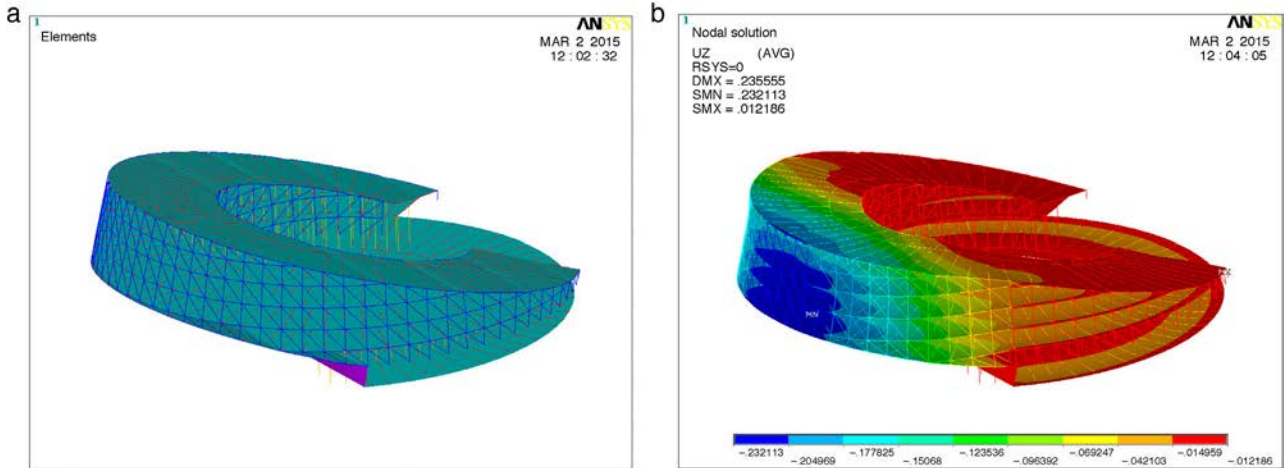 a
1
ANSYS
Elements
MAR 2 2015
12 : 02 : 32
b
1
ANSYS
Nodal solution
MAR 2 2015
12 : 04 : 05
UZ (AVG)
RSYS=0
DMX = .235555
SMN = .232113
SMX = .012186
MN
−.232113 −.177825 −.123536 −.069247 −.014959
−.204969 −.15068 −.096392 −.042103 −.012186